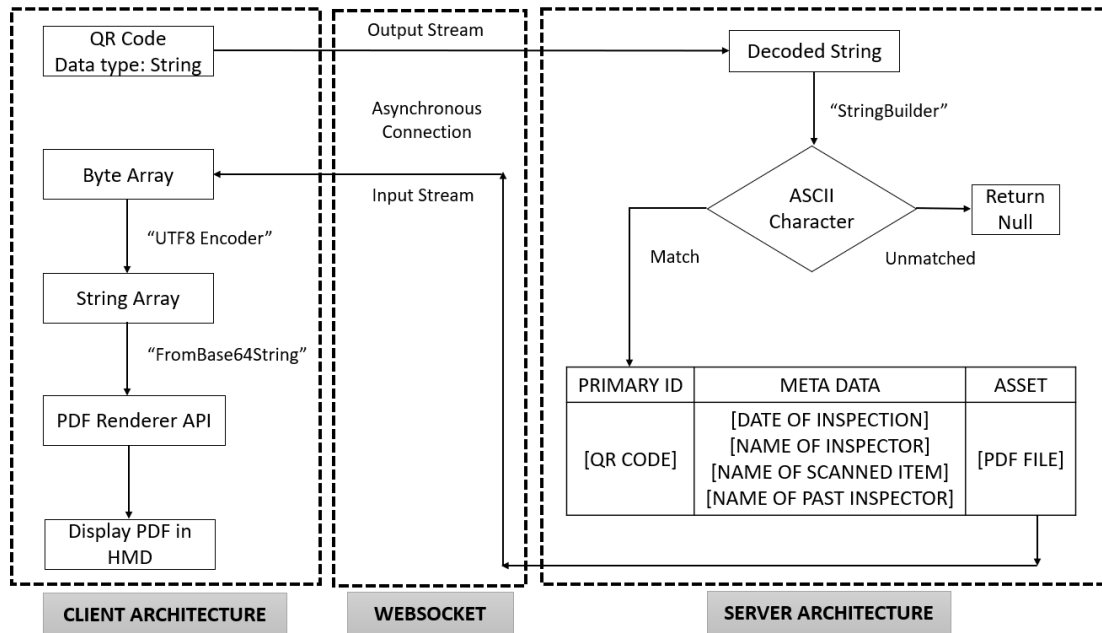 QR Code
Data type: String
Output Stream
Decoded String
“StringBuilder”
Asynchronous
Connection
Byte Array
Input Stream
ASCII
Character
Return
Null
“UTF8 Encoder”
Match
Unmatched
String Array
“FromBase64String”
PDF Renderer API
PRIMARY ID
META DATA
ASSET
[QR CODE]
[DATE OF INSPECTION]
[NAME OF INSPECTOR]
[NAME OF SCANNED ITEM]
[NAME OF PAST INSPECTOR]
[PDF FILE]
Display PDF in
HMD
CLIENT ARCHITECTURE
WEBSOCKET
SERVER ARCHITECTURE